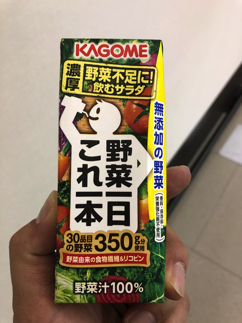 KAGOME
濃厚
野菜不足に!
飲むサラダ
無添加の野菜
野菜一日
これ一本
30品目の野菜350g分使用
野菜由来の食物繊維&リコピン
野菜汁100%